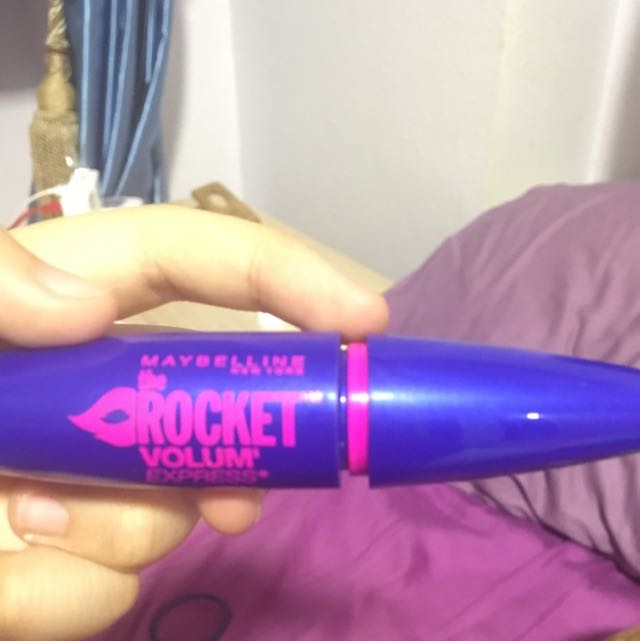 MAYBELLINE
NEW YORK
the
ROCKET
VOLUM'
EXPRESS®